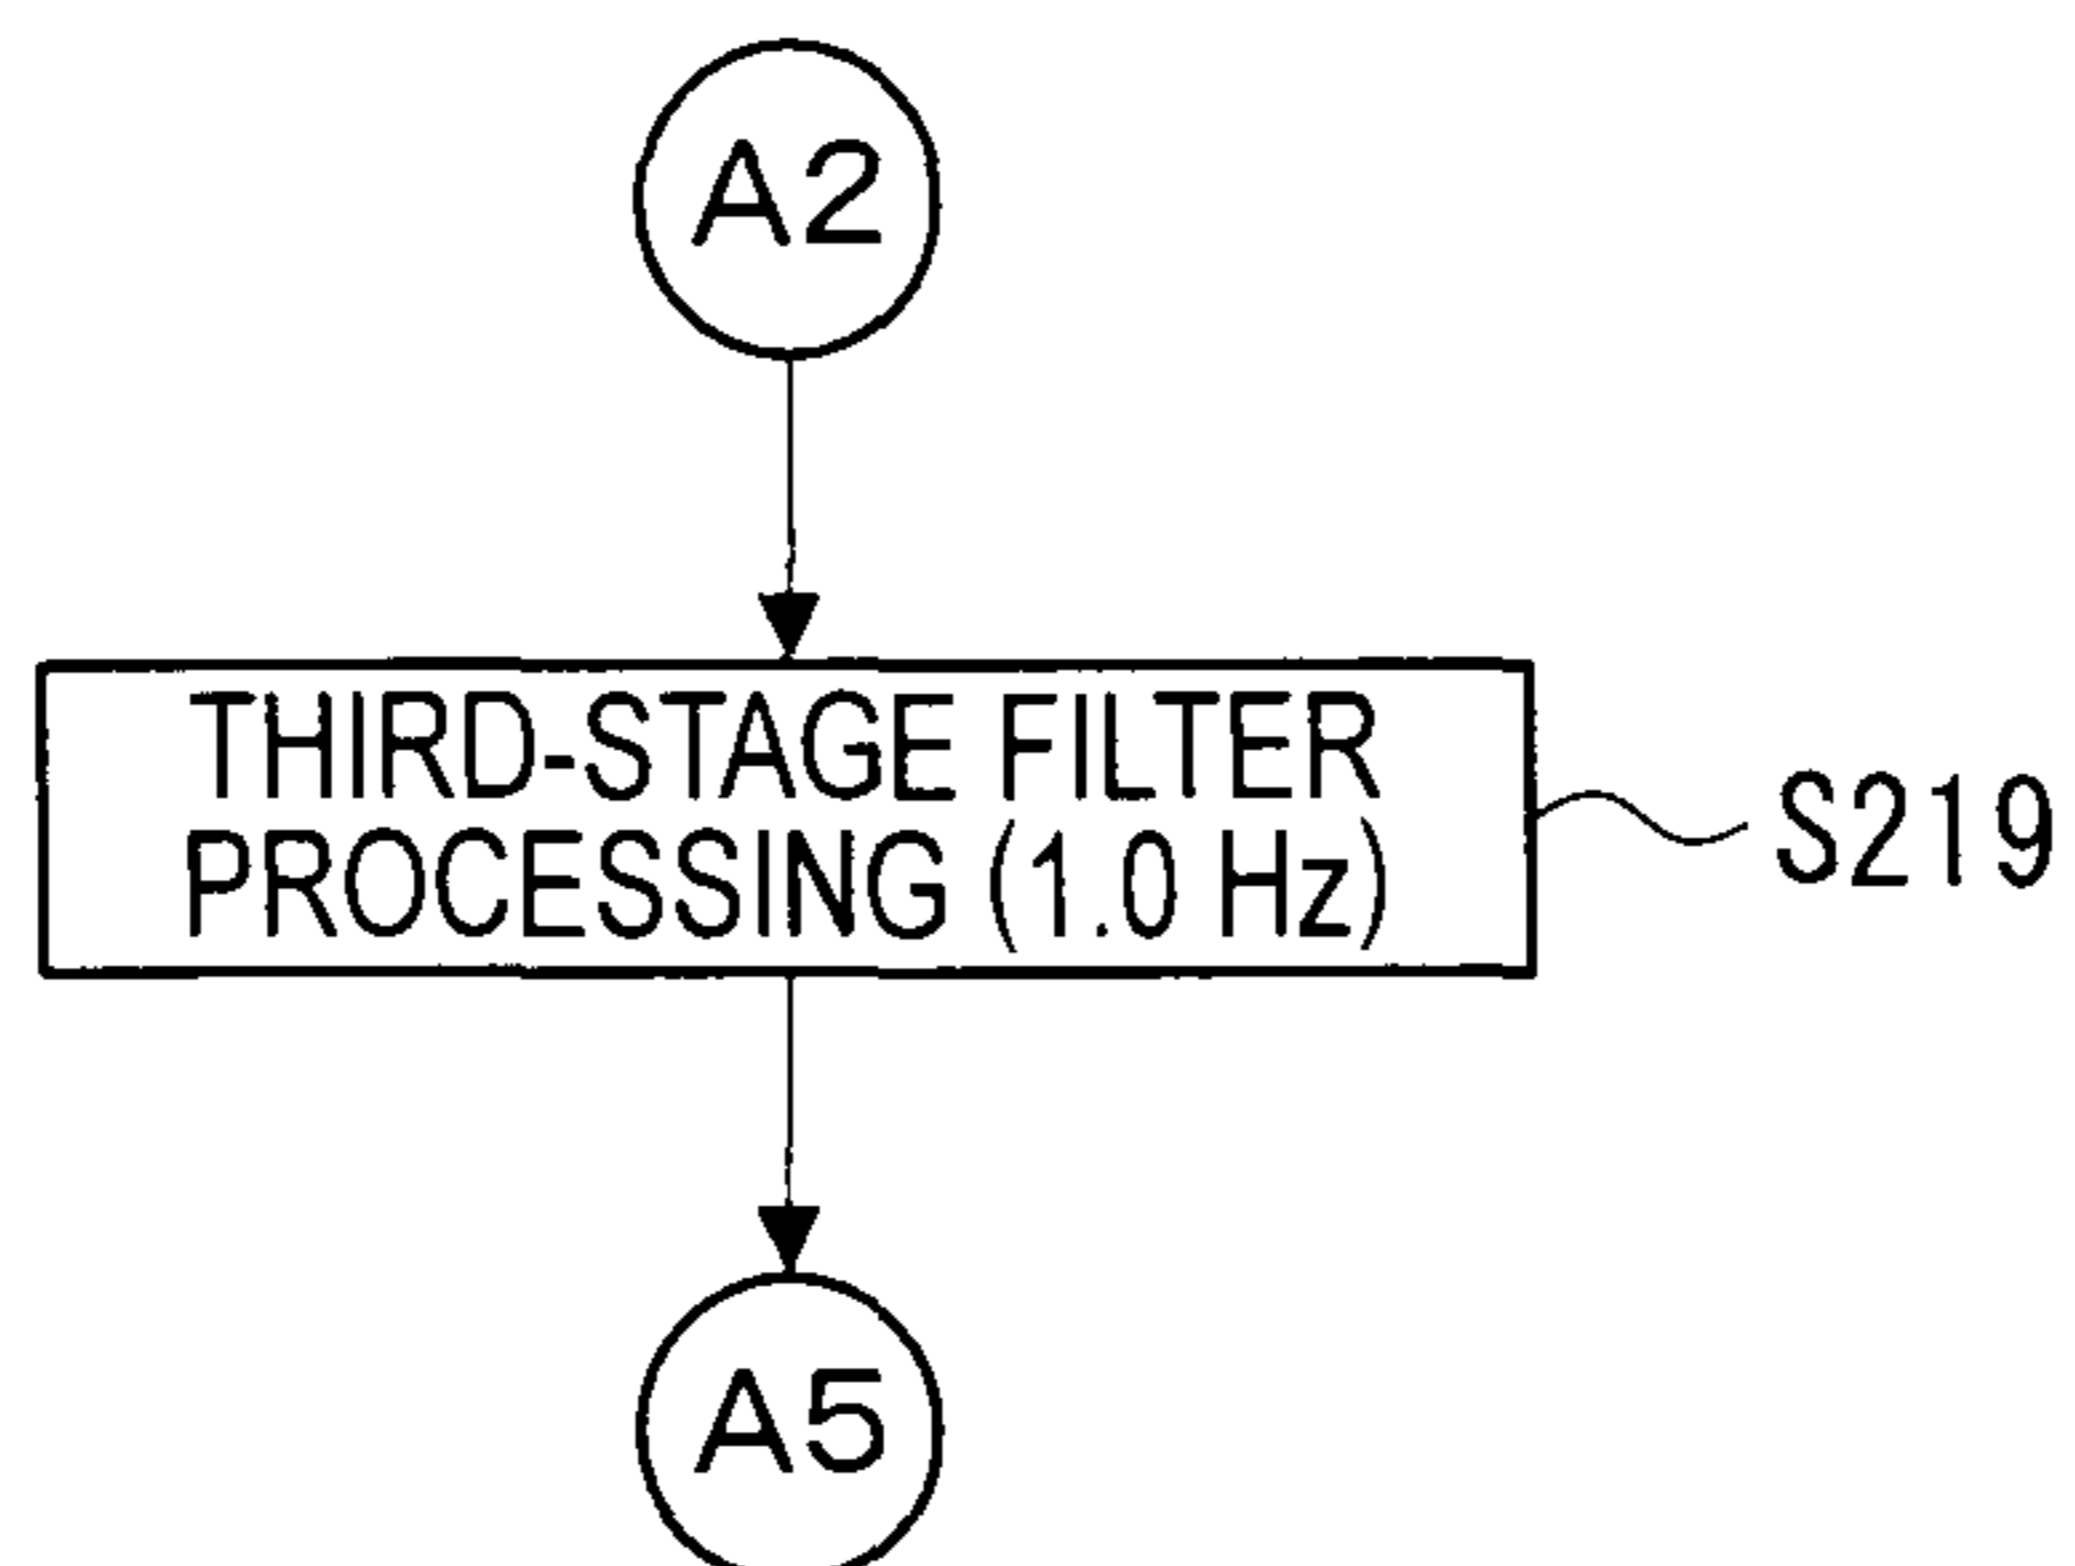 A2
THIRD-STAGE FILTER
PROCESSING (1.0 Hz)
S219
A5